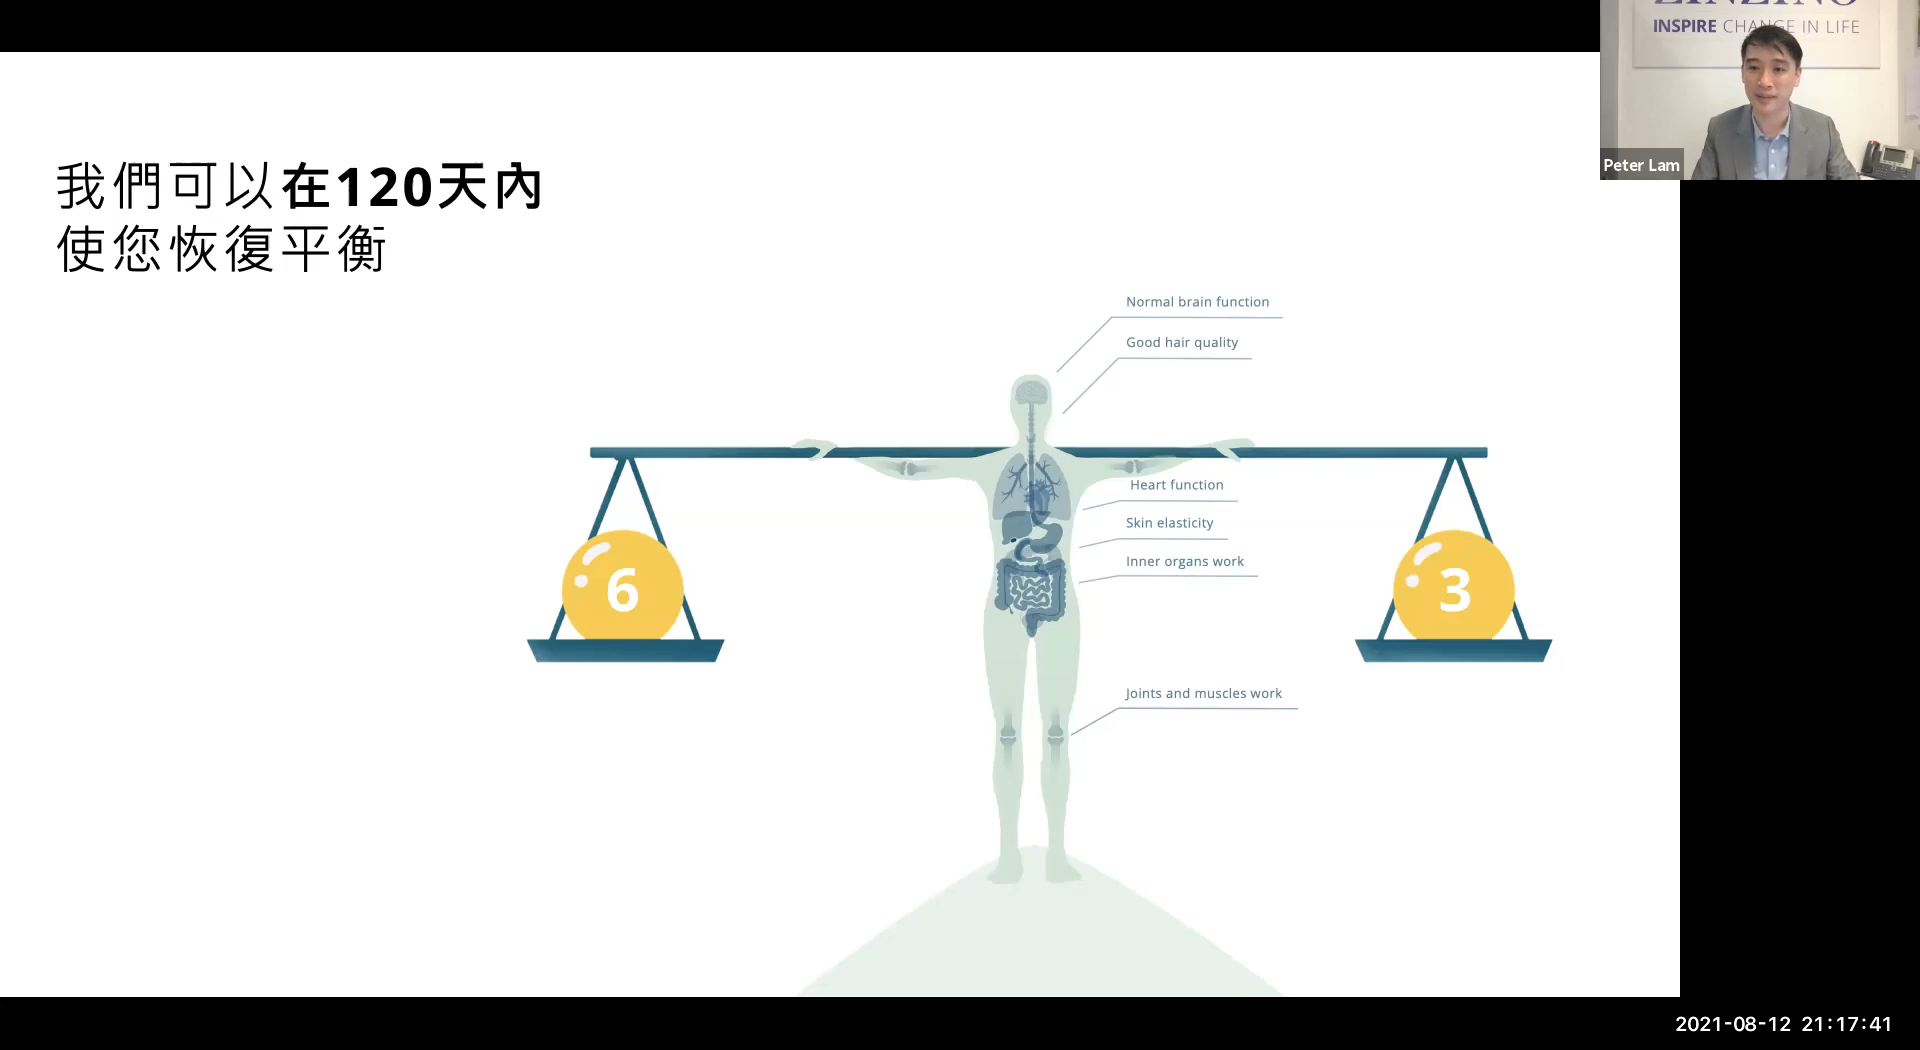 我們可以在120天內
使您恢復平衡
Normal brain function
Good hair quality
6
3
Heart function
Skin elasticity
Inner organs work
Joints and muscles work
INSPIRE CHANGE IN LIFE
Peter Lam
2021-08-12 21:17:41